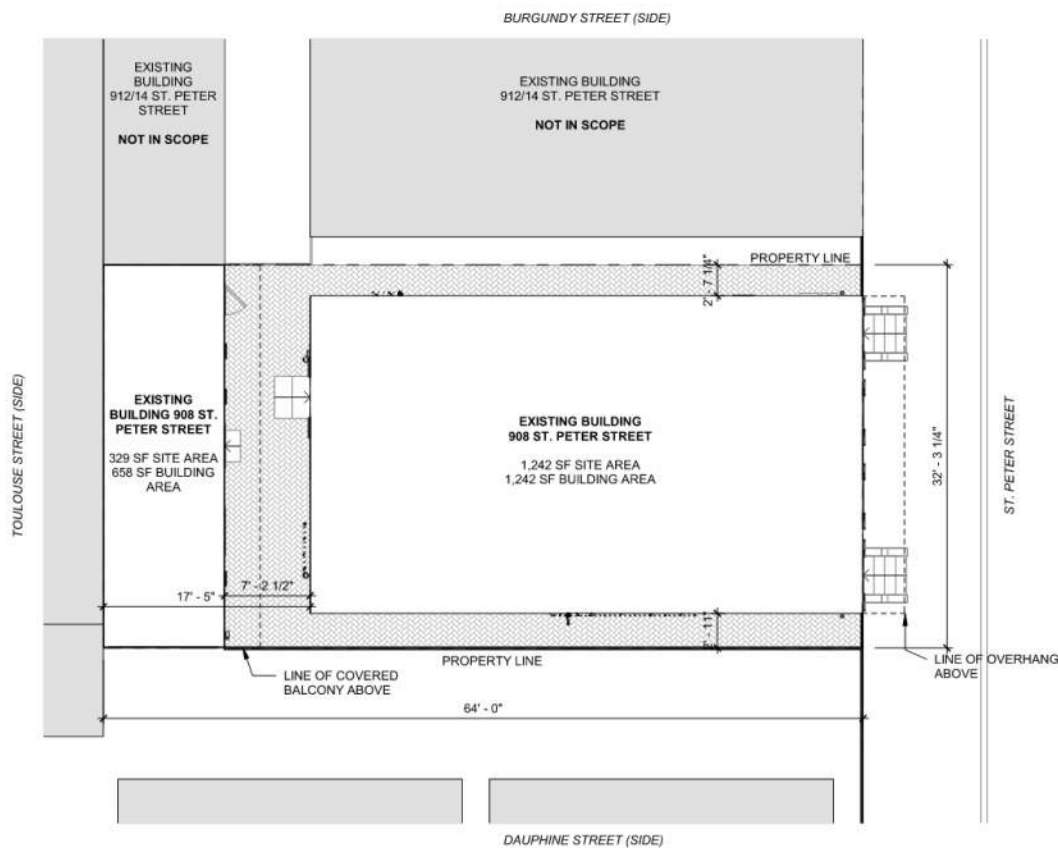 BURGUNDY STREET (SIDE)
EXISTING
BUILDING
912/14 ST. PETER
STREET
NOT IN SCOPE
EXISTING BUILDING
912/14 ST. PETER STREET
NOT IN SCOPE
PROPERTY LINE
2' - 7 1/4"
TOULOUSE STREET (SIDE)
EXISTING
BUILDING 908 ST.
PETER STREET
329 SF SITE AREA
658 SF BUILDING
AREA
EXISTING BUILDING
908 ST. PETER STREET
1,242 SF SITE AREA
1,242 SF BUILDING AREA
32' - 3 1/4"
ST. PETER STREET
7' - 2 1/2"
17' - 5"
PROPERTY LINE
LINE OF COVERED
BALCONY ABOVE
LINE OF OVERHANG
ABOVE
64' - 0"
DAUPHINE STREET (SIDE)